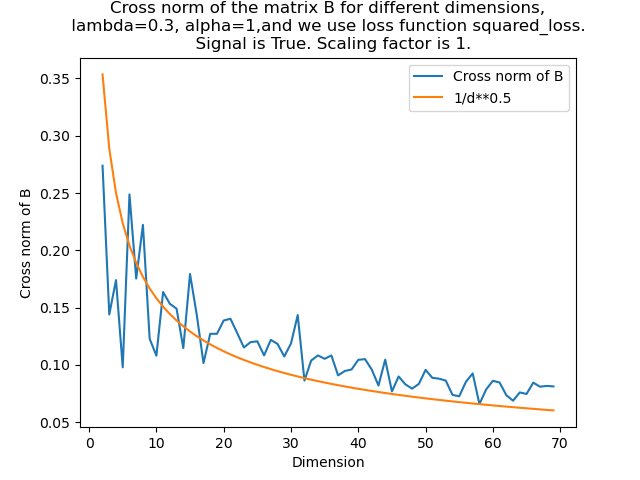 Cross norm of the matrix B for different dimensions,
lambda=0.3, alpha=1,and we use loss function squared_loss.
Signal is True. Scaling factor is 1.
Cross norm of B
1/d**0.5
0.35
0.30
0.25
0.20
0.15
0.10
0.05
Cross norm of B
0 10 20 30 40 50 60 70
Dimension